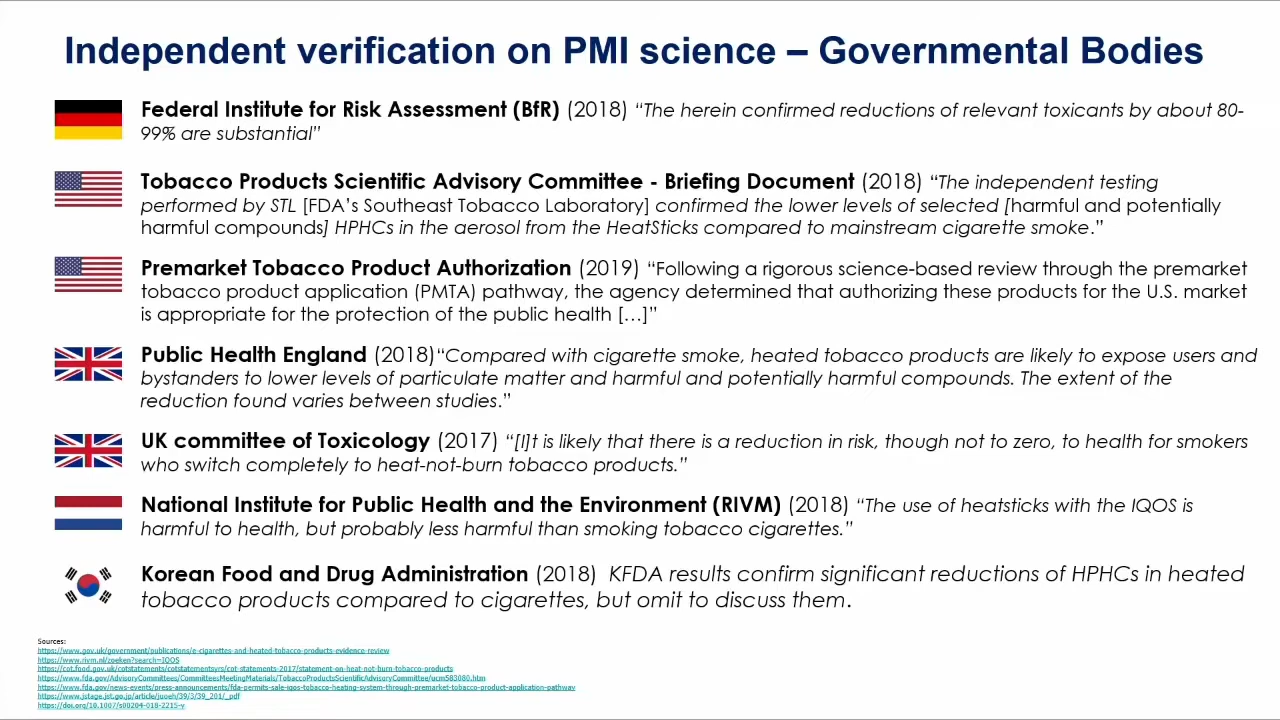 Independent verification on PMI science – Governmental Bodies
Federal Institute for Risk Assessment (BfR) (2018) “The herein confirmed reductions of relevant toxicants by about 80-
99% are substantial”
Tobacco Products Scientific Advisory Committee - Briefing Document (2018) “The independent testing
performed by STL [FDA’s Southeast Tobacco Laboratory] confirmed the lower levels of selected [harmful and potentially
harmful compounds] HPHCs in the aerosol from the HeatSticks compared to mainstream cigarette smoke.”
Premarket Tobacco Product Authorization (2019) “Following a rigorous science-based review through the premarket
tobacco product application (PMTA) pathway, the agency determined that authorizing these products for the U.S. market
is appropriate for the protection of the public health […]”
Public Health England (2018)“Compared with cigarette smoke, heated tobacco products are likely to expose users and
bystanders to lower levels of particulate matter and harmful and potentially harmful compounds. The extent of the
reduction found varies between studies.”
UK committee of Toxicology (2017) “[I]t is likely that there is a reduction in risk, though not to zero, to health for smokers
who switch completely to heat-not-burn tobacco products.”
National Institute for Public Health and the Environment (RIVM) (2018) “The use of heatsticks with the IQOS is
harmful to health, but probably less harmful than smoking tobacco cigarettes.”
Korean Food and Drug Administration (2018) KFDA results confirm significant reductions of HPHCs in heated
tobacco products compared to cigarettes, but omit to discuss them.
Sources:
https://www.gov.uk/government/publications/e-cigarettes-and-heated-tobacco-products-evidence-review
https://www.rivm.nl/zoeken?search=IQOS
https://cot.food.gov.uk/cotstatements/cotstatementsyrs/cot-statements-2017/statement-on-heat-not-burn-tobacco-products
https://www.fda.gov/AdvisoryCommittees/CommitteesMeetingMaterials/TobaccoProductsScientificAdvisoryCommittee/ucm583080.htm
https://www.fda.gov/news-events/press-announcements/fda-permits-sale-iqos-tobacco-heating-system-through-premarket-tobacco-product-application-pathway
https://www.jstage.jst.go.jp/article/juoeh/39/3/39_201/_pdf
https://doi.org/10.1007/s00204-018-2215-y